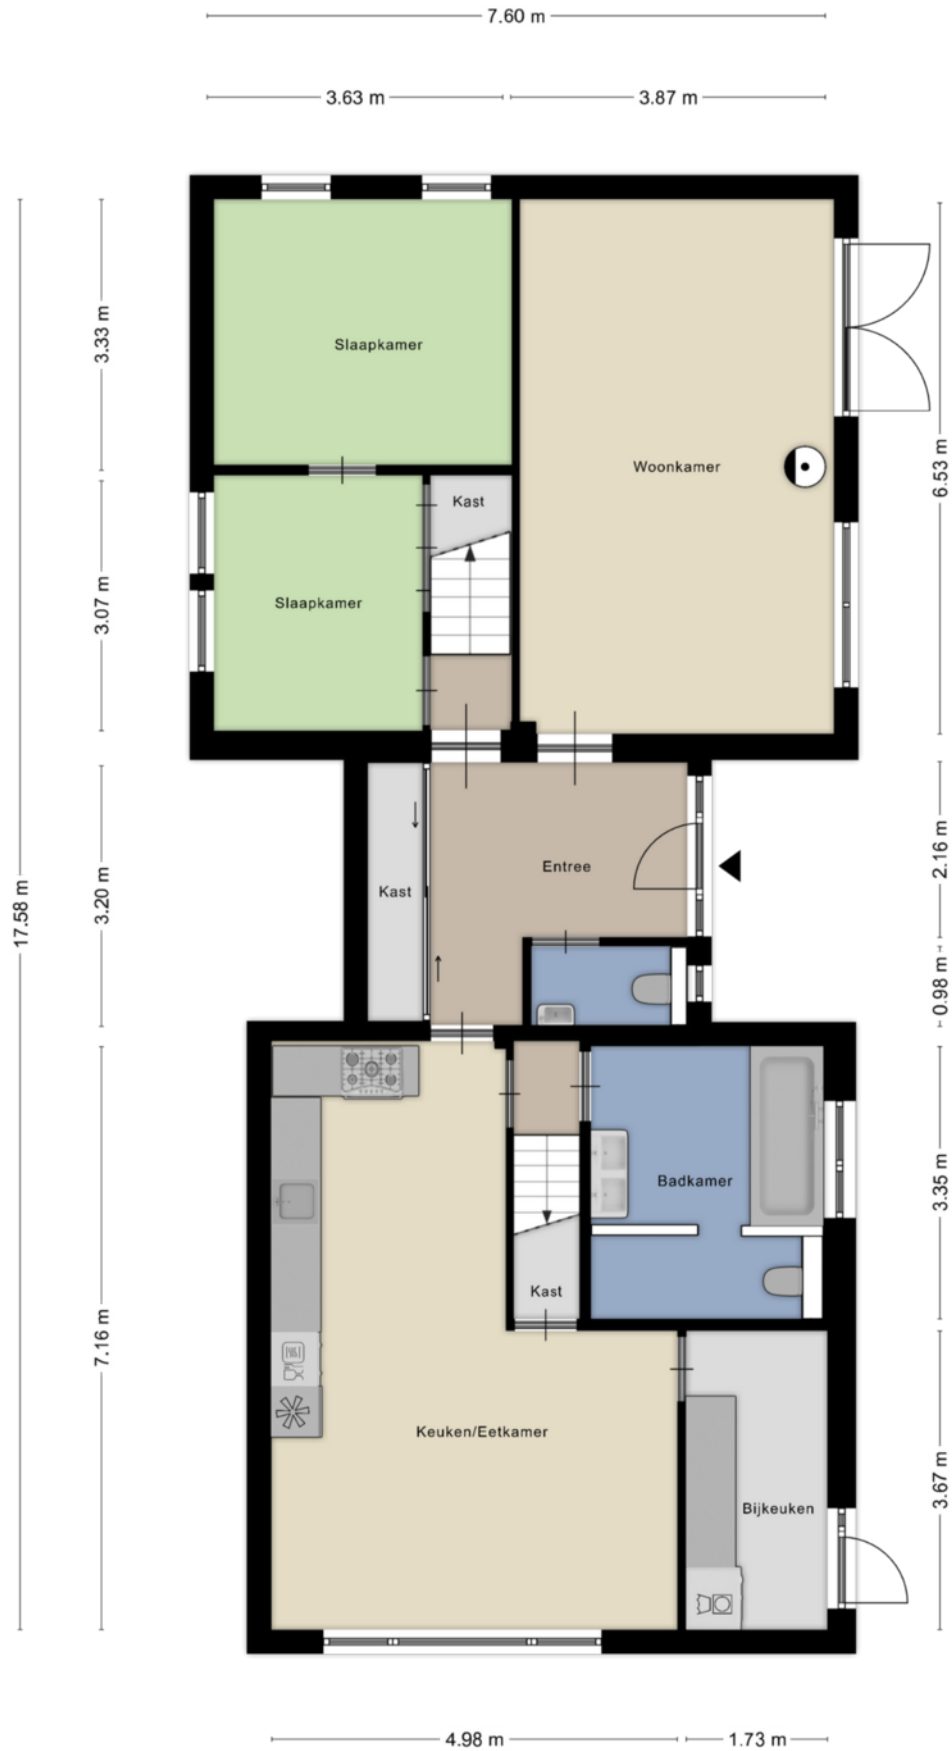 7.60 m
3.63 m
3.87 m
3.33 m
Slaapkamer
Woonkamer
6.53 m
Kast
3.07 m
Slaapkamer
17.58 m
3.20 m
Kast
Entree
2.16 m
0.98 m
7.16 m
Badkamer
3.35 m
Kast
Keuken/Eetkamer
Bijkeuken
3.67 m
4.98 m
1.73 m